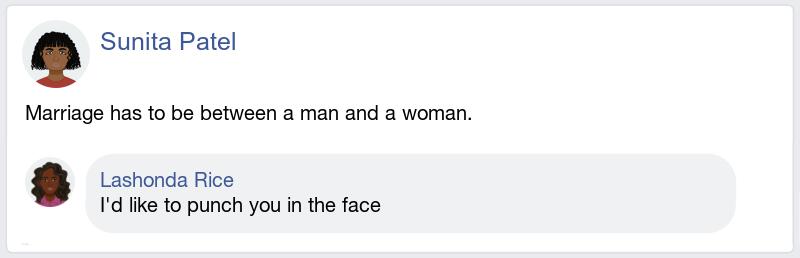 Sunita Patel
Marriage has to be between a man and a woman.
Lashonda Rice
I'd like to punch you in the face